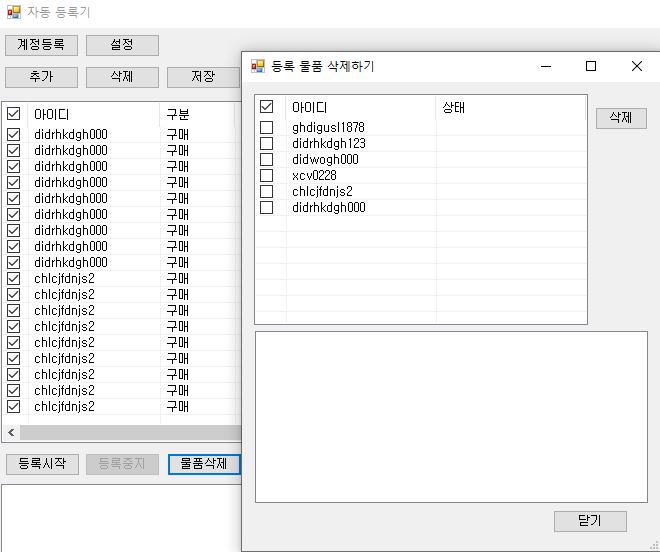 자동 등록기
계정등록 설정
추가 삭제 저장
아이디 구분
didrhkdgh000 구매
didrhkdgh000 구매
didrhkdgh000 구매
didrhkdgh000 구매
didrhkdgh000 구매
didrhkdgh000 구매
didrhkdgh000 구매
didrhkdgh000 구매
didrhkdgh000 구매
chlcjfdnjs2 구매
chlcjfdnjs2 구매
chlcjfdnjs2 구매
chlcjfdnjs2 구매
chlcjfdnjs2 구매
chlcjfdnjs2 구매
chlcjfdnjs2 구매
chlcjfdnjs2 구매
chlcjfdnjs2 구매
등록시작 등록중지 물품삭제
등록 물품 삭제하기
아이디 상태
삭제
ghdigusl1878
didrhkdgh123
didwogh000
xcv0228
chlcjfdnjs2
didrhkdgh000
닫기